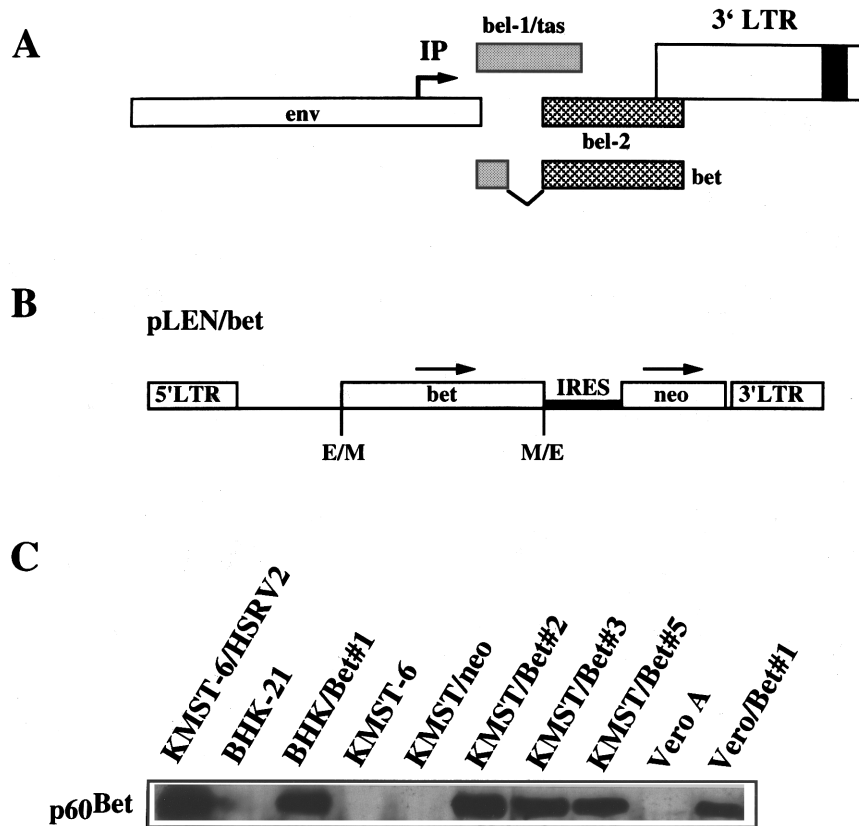 A
bel-1/tas
3‘ LTR
IP
env
bel-2
bet
B
pLEN/bet
5'LTR
bet
IRES
neo
3'LTR
E/M
M/E
C
KMST-6/HSRV2
BHK-21
BHK/Bet#1
KMST-6
KMST/neo
KMST/Bet#2
KMST/Bet#3
KMST/Bet#5
Vero A
Vero/Bet#1
p60Bet